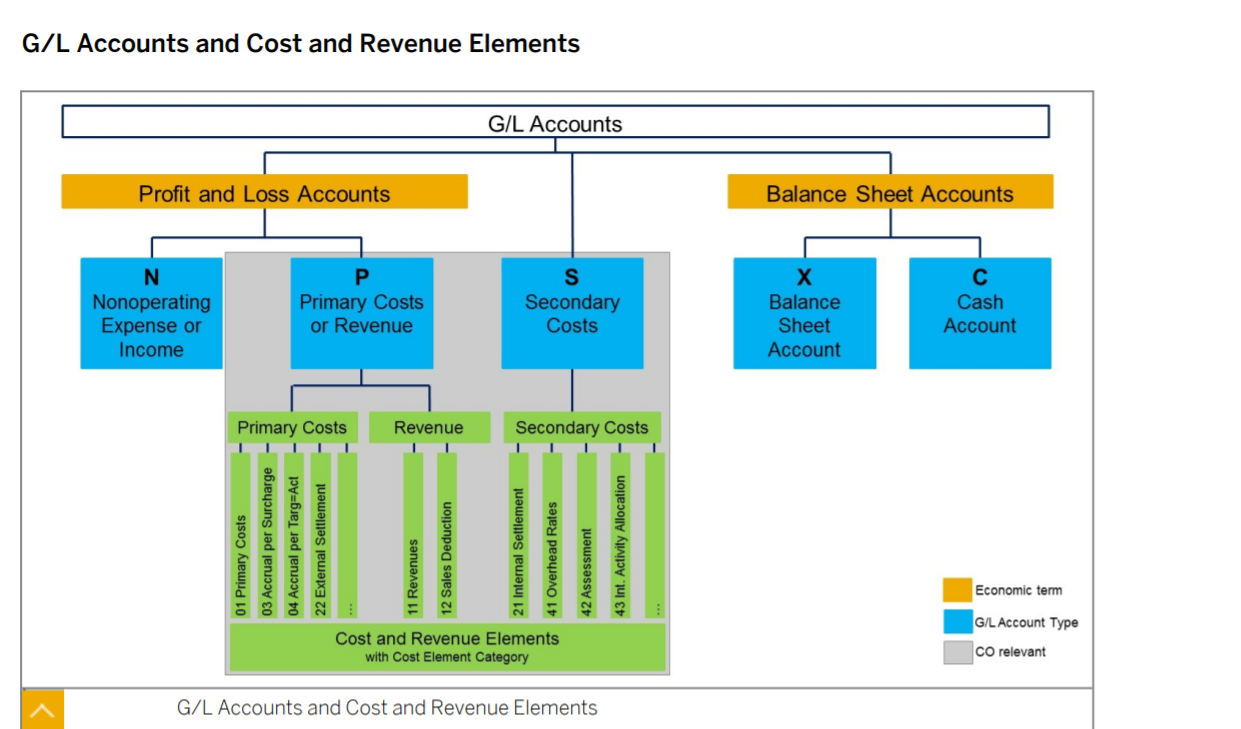 G/L Accounts and Cost and Revenue Elements
G/L Accounts
Profit and Loss Accounts
Balance Sheet Accounts
N
Nonoperating
Expense or
Income
P
Primary Costs
or Revenue
S
Secondary
Costs
X
Balance
Sheet
Account
C
Cash
Account
Primary Costs
Revenue
Secondary Costs
01 Primary Costs
03 Accrual per Surcharge
04 Accrual per Targ=Act
22 External Settlement
...
11 Revenues
12 Sales Deduction
21 Internal Settlement
41 Overhead Rates
42 Assessment
43 Int. Activity Allocation
...
Cost and Revenue Elements
with Cost Element Category
Economic term
G/L Account Type
CO relevant
G/L Accounts and Cost and Revenue Elements